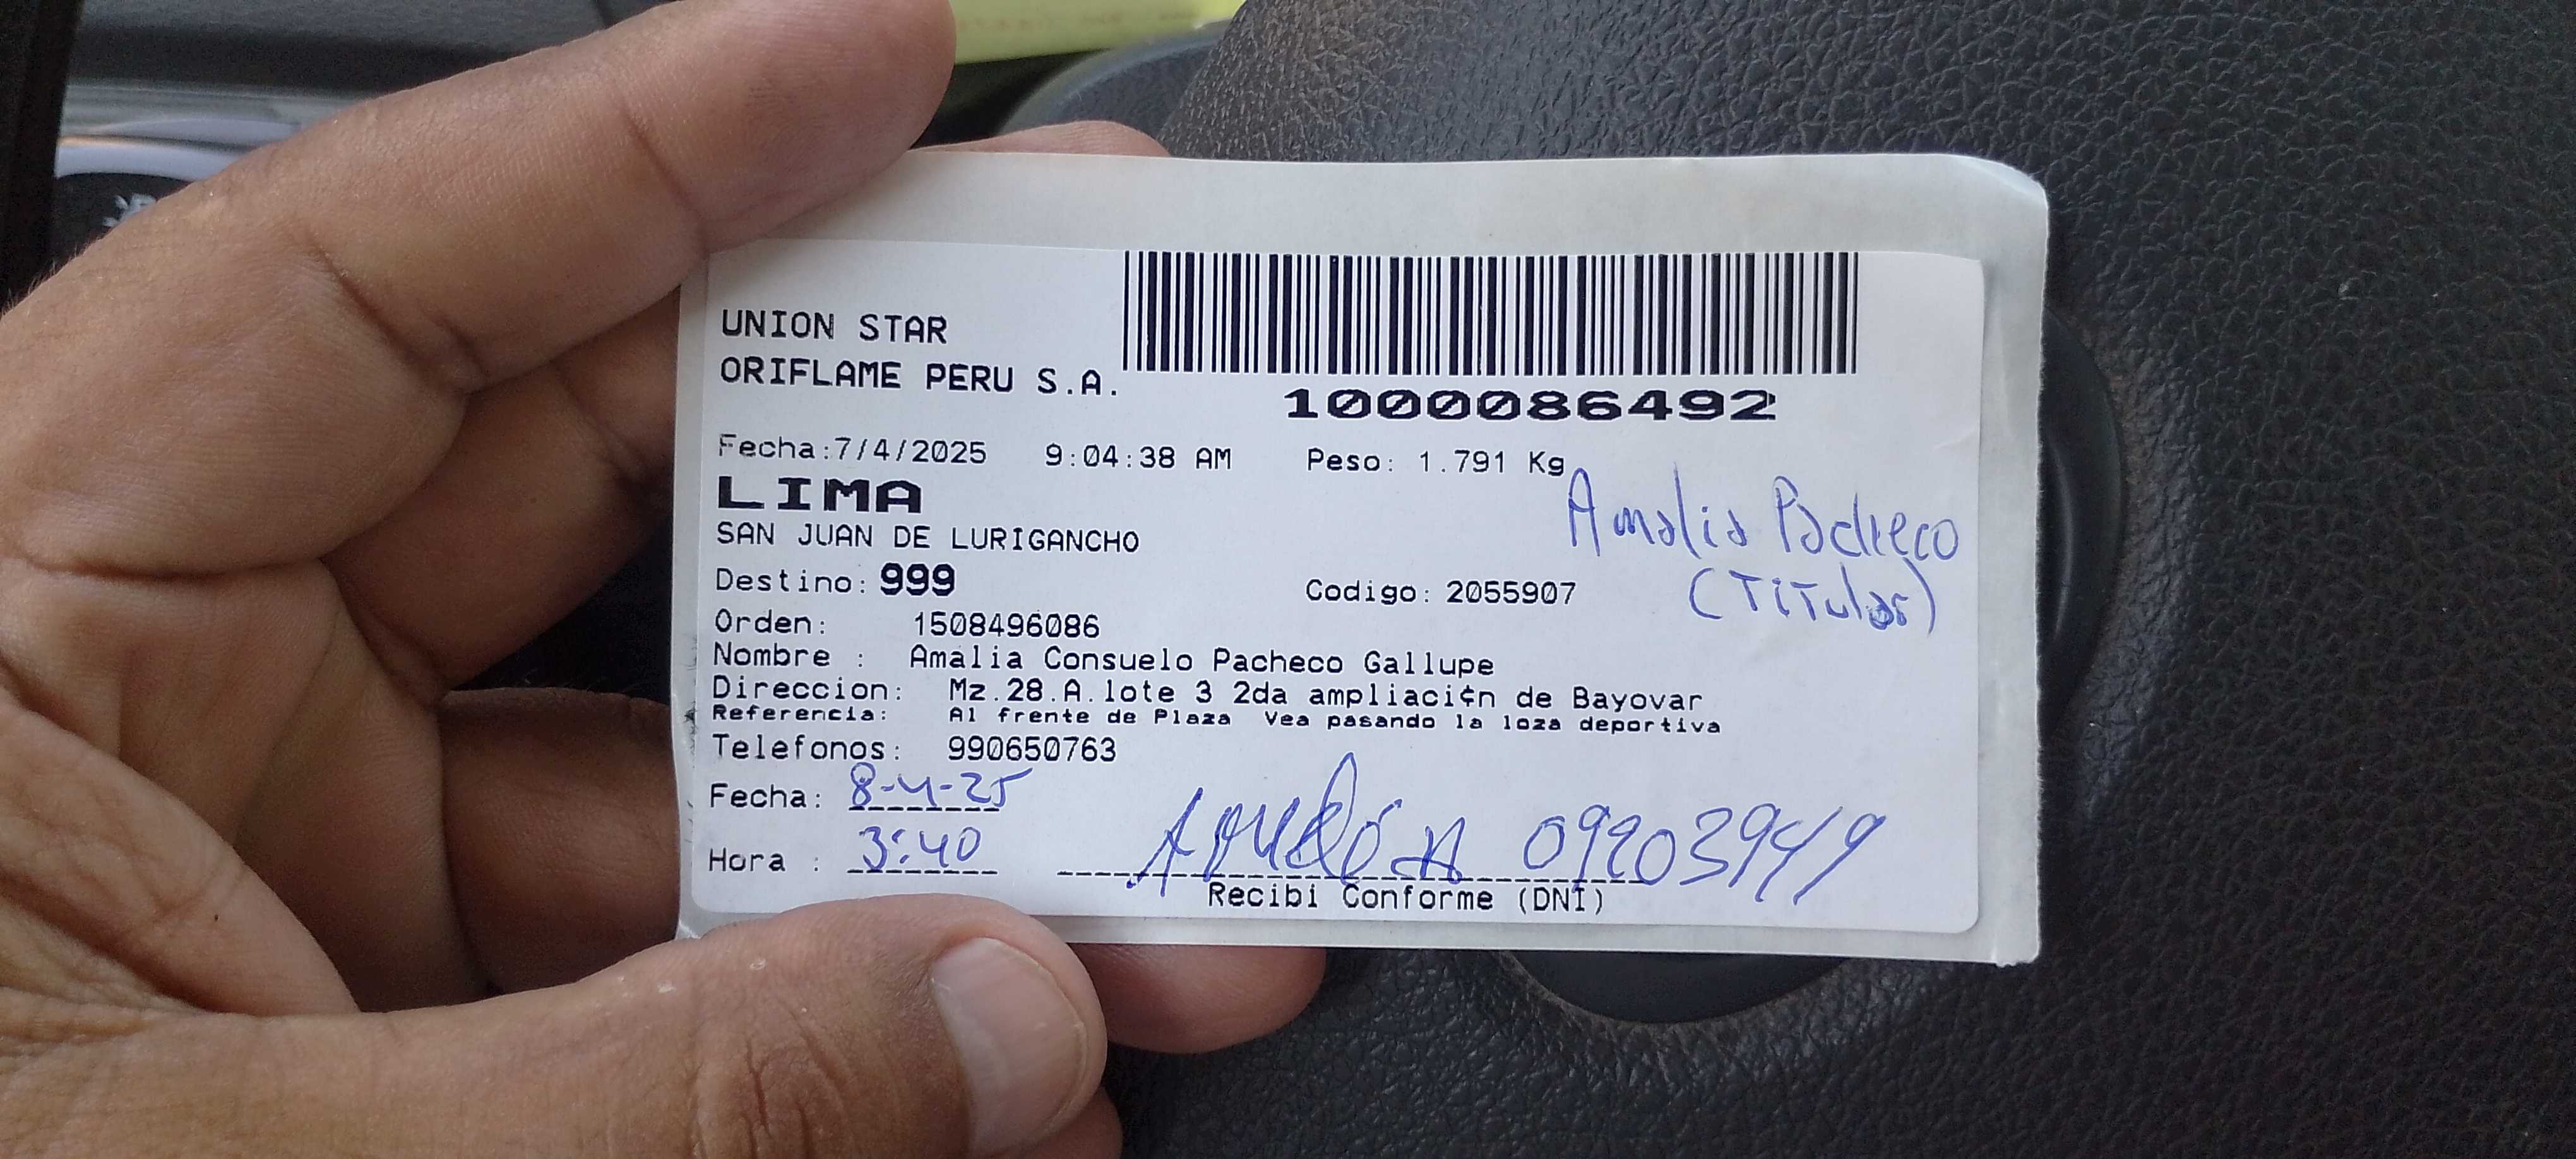 UNION STAR
ORIFLAME PERU S.A.
1000086492
Fecha:7/4/2025 9:04:38 AM Peso: 1.791 Kg
LIMA
SAN JUAN DE LURIGANCHO
Amalia Pacheco
(Titular)
Destino: 999 Codigo: 2055907
Orden: 1508496086
Nombre : Amalia Consuelo Pacheco Gallupe
Direccion: Mz.28.A.lote 3 2da ampliaci¢n de Bayovar
Referencia: Al frente de Plaza Vea pasando la loza deportiva
Telefonos: 990650763
Fecha: 8-4-25
Hora : 3:40
Recibi Conforme (DNI)